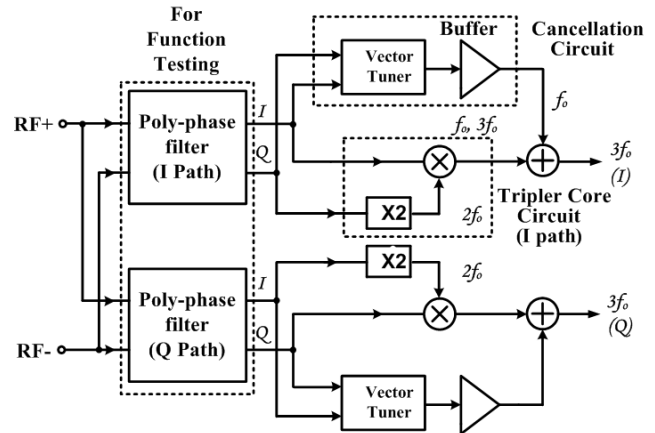 For
Function
Testing
Buffer
Cancellation
Circuit
Vector
Tuner
fₒ
RF+
Poly-phase
filter
(I Path)
I
Q
fₒ, 3fₒ
3fₒ
(I)
X2
2fₒ
Tripler Core
Circuit
(I path)
RF-
Poly-phase
filter
(Q Path)
I
Q
X2
2fₒ
3fₒ
(Q)
Vector
Tuner